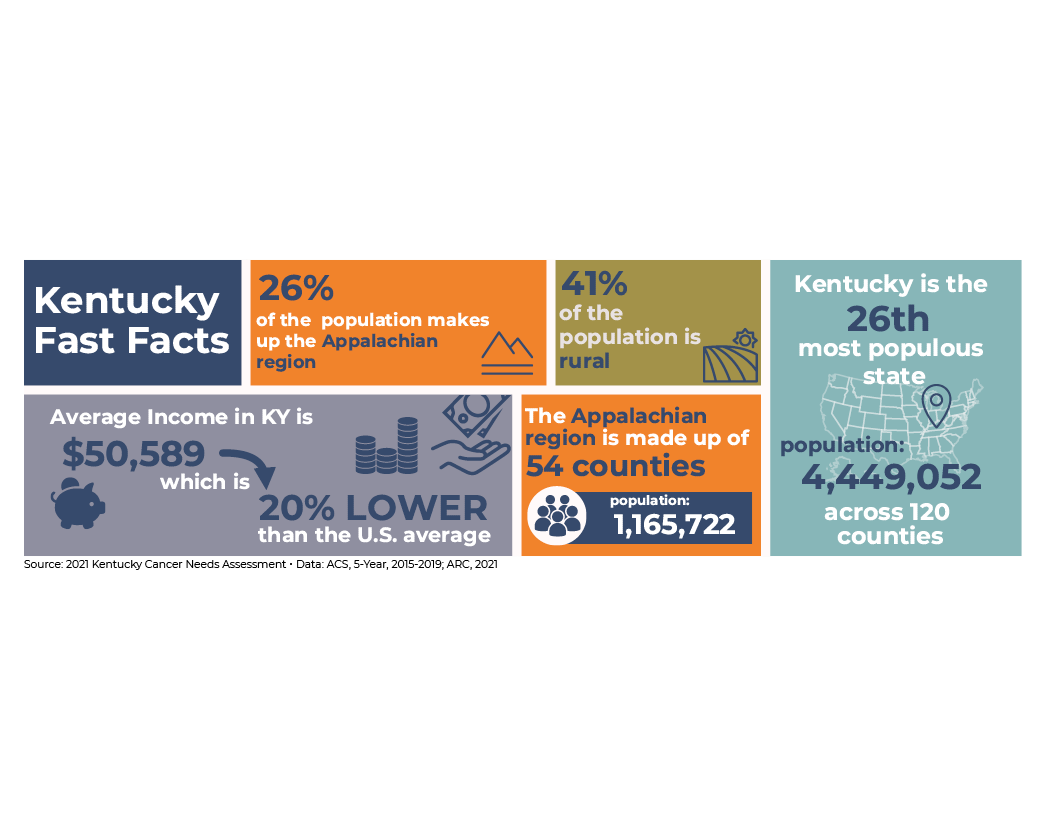 Kentucky
Fast Facts
26%
of the population makes
up the Appalachian
region
41%
of the
population is
rural
Kentucky is the
26th
most populous
state
population:
4,449,052
across 120
counties
Average Income in KY is
$50,589
which is
20% LOWER
than the U.S. average
The Appalachian
region is made up of
54 counties
population:
1,165,722
Source: 2021 Kentucky Cancer Needs Assessment • Data: ACS, 5-Year, 2015-2019; ARC, 2021